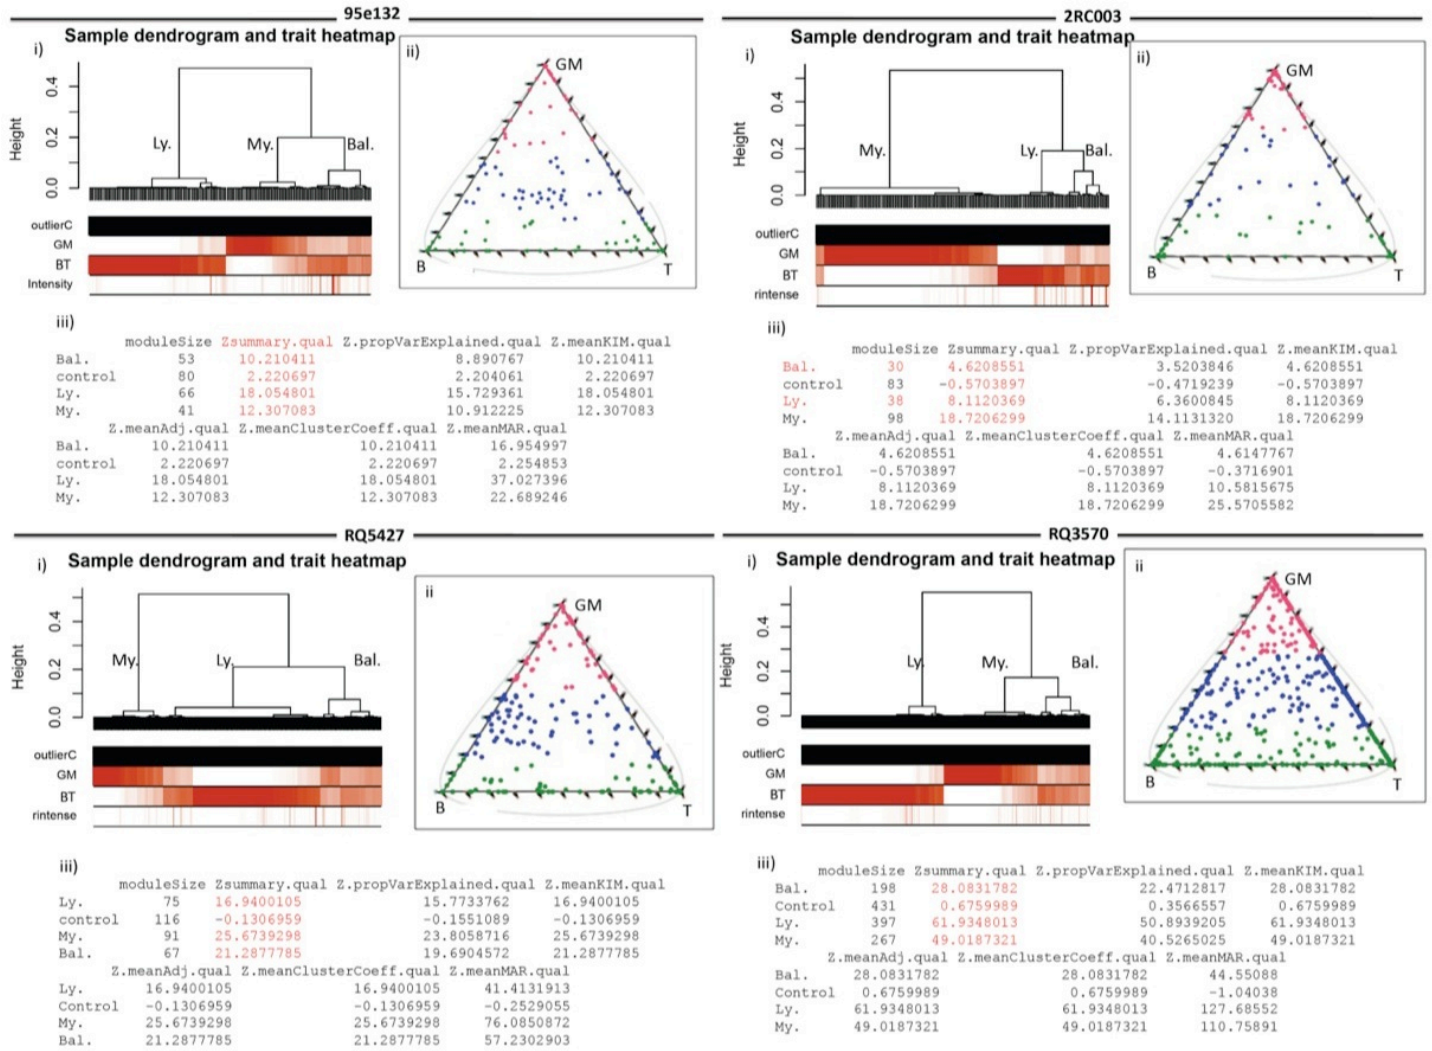 95e132
i) Sample dendrogram and trait heatmap
ii)
GM
B
T
Height
0.0 0.2 0.4
Ly.
My.
Bal.
outlierC
GM
BT
Intensity
iii)
moduleSize Zsummary.qual Z.propVarExplained.qual Z.meanKIM.qual
Bal. 53 10.210411 8.890767 10.210411
control 80 2.220697 2.204061 2.220697
Ly. 66 18.054801 15.729361 18.054801
My. 41 12.307083 10.912225 12.307083
Z.meanAdj.qual Z.meanClusterCoeff.qual Z.meanMAR.qual
Bal. 10.210411 10.210411 16.954997
control 2.220697 2.220697 2.254853
Ly. 18.054801 18.054801 37.027396
My. 12.307083 12.307083 22.689246
2RC003
i) Sample dendrogram and trait heatmap
ii)
GM
B
T
Height
0.0 0.2 0.4
My.
Ly.
Bal.
outlierC
GM
BT
rintense
iii)
moduleSize Zsummary.qual Z.propVarExplained.qual Z.meanKIM.qual
Bal. 30 4.6208551 3.5203846 4.6208551
control 83 -0.5703897 -0.4719239 -0.5703897
Ly. 38 8.1120369 6.3600845 8.1120369
My. 98 18.7206299 14.1131320 18.7206299
Z.meanAdj.qual Z.meanClusterCoeff.qual Z.meanMAR.qual
Bal. 4.6208551 4.6208551 4.6147767
control -0.5703897 -0.5703897 -0.3716901
Ly. 8.1120369 8.1120369 10.5815675
My. 18.7206299 18.7206299 25.5705582
RQ5427
i) Sample dendrogram and trait heatmap
ii
GM
B
T
Height
0.0 0.2 0.4
My.
Ly.
Bal.
outlierC
GM
BT
rintense
iii)
moduleSize Zsummary.qual Z.propVarExplained.qual Z.meanKIM.qual
Ly. 75 16.9400105 15.7733762 16.9400105
control 116 -0.1306959 -0.1551089 -0.1306959
My. 91 25.6739298 23.8058716 25.6739298
Bal. 67 21.2877785 19.6904572 21.2877785
Z.meanAdj.qual Z.meanClusterCoeff.qual Z.meanMAR.qual
Ly. 16.9400105 16.9400105 41.4131913
Control -0.1306959 -0.1306959 -0.2529055
My. 25.6739298 25.6739298 76.0850872
Bal. 21.2877785 21.2877785 57.2302903
RQ3570
i) Sample dendrogram and trait heatmap
ii
GM
B
T
Height
0.0 0.2 0.4
Ly.
My.
Bal.
outlierC
GM
BT
rintense
iii)
moduleSize Zsummary.qual Z.propVarExplained.qual Z.meanKIM.qual
Bal. 198 28.0831782 22.4712817 28.0831782
Control 431 0.6759989 0.3566557 0.6759989
Ly. 397 61.9348013 50.8939205 61.9348013
My. 267 49.0187321 40.5265025 49.0187321
Z.meanAdj.qual Z.meanClusterCoeff.qual Z.meanMAR.qual
Bal. 28.0831782 28.0831782 44.55088
Control 0.6759989 0.6759989 -1.04038
Ly. 61.9348013 61.9348013 127.68552
My. 49.0187321 49.0187321 110.75891